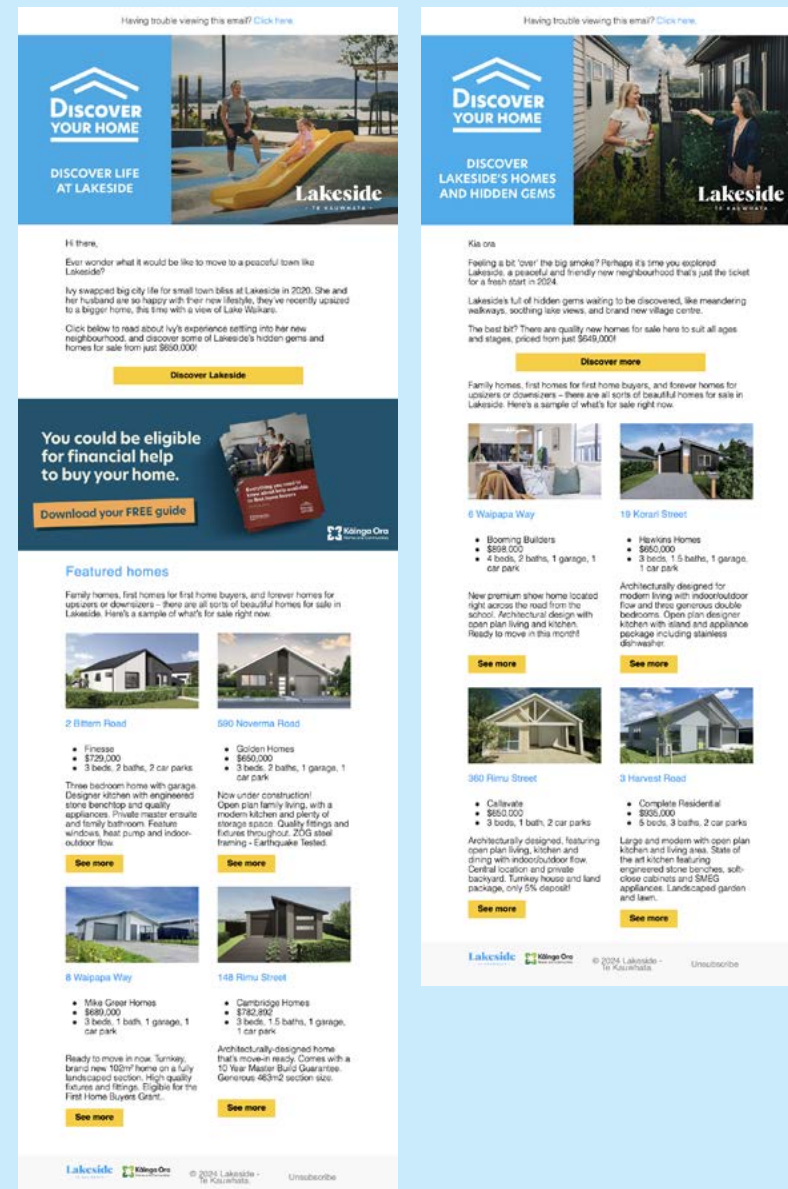 Having trouble viewing this email? Click here.
DISCOVER
YOUR HOME
DISCOVER LIFE
AT LAKESIDE
Lakeside
- TE KAUWHATA -
Hi there,
Ever wonder what it would be like to move to a peaceful town like
Lakeside?
Ivy swapped big city life for small town bliss at Lakeside in 2020. She and
her husband are so happy with their new lifestyle, they've recently upsized
to a bigger home, this time with a view of Lake Waikare.
Click below to read about Ivy's experience settling into her new
neighbourhood, and discover some of Lakeside's hidden gems and
homes for sale from just $650,000!
Discover Lakeside
You could be eligible
for financial help
to buy your home.
Download your FREE guide
Everything you need to
know about help available
to first home buyers
Kāinga Ora
Homes and Communities
Featured homes
Family homes, first homes for first home buyers, and forever homes for
upsizers or downsizers – there are all sorts of beautiful homes for sale in
Lakeside. Here's a sample of what's for sale right now.
2 Bittern Road
• Finesse
• $729,000
• 3 beds, 2 baths, 2 car parks
Three bedroom home with garage.
Designer kitchen with engineered
stone benchtop and quality
appliances. Private master ensuite
and family bathroom. Feature
windows, heat pump and indoor-
outdoor flow.
See more
590 Noverma Road
• Golden Homes
• $650,000
• 3 beds, 2 baths, 1 garage, 1
car park
Now under construction!
Open plan family living, with a
modern kitchen and plenty of
storage space. Quality fittings and
fixtures throughout. ZOG steel
framing - Earthquake Tested.
See more
8 Waipapa Way
• Mike Greer Homes
• $689,000
• 3 beds, 1 bath, 1 garage, 1
car park
Ready to move in now. Turnkey,
brand new 102m² home on a fully
landscaped section. High quality
fixtures and fittings. Eligible for the
First Home Buyers Grant.
See more
148 Rimu Street
• Cambridge Homes
• $782,892
• 3 beds, 1.5 baths, 1 garage,
1 car park
Architecturally-designed home
that's move-in ready. Comes with a
10 Year Master Build Guarantee.
Generous 463m2 section size.
See more
Lakeside
Kāinga Ora
© 2024 Lakeside -
Te Kauwhata.
Unsubscribe
Having trouble viewing this email? Click here.
DISCOVER
YOUR HOME
DISCOVER
LAKESIDE'S HOMES
AND HIDDEN GEMS
Lakeside
TE KAUWHATA
Kia ora
Feeling a bit 'over' the big smoke? Perhaps it's time you explored
Lakeside, a peaceful and friendly new neighbourhood that's just the ticket
for a fresh start in 2024.
Lakeside's full of hidden gems waiting to be discovered, like meandering
walkways, soothing lake views, and brand new village centre.
The best bit? There are quality new homes for sale here to suit all ages
and stages, priced from just $649,000!
Discover more
Family homes, first homes for first home buyers, and forever homes for
upsizers or downsizers – there are all sorts of beautiful homes for sale in
Lakeside. Here's a sample of what's for sale right now.
6 Waipapa Way
• Booming Builders
• $898,000
• 4 beds, 2 baths, 1 garage, 1
car park
New premium show home located
right across the road from the
school. Architectural design with
open plan living and kitchen.
Ready to move in this month!
See more
19 Korari Street
• Hawkins Homes
• $650,000
• 3 beds, 1.5 baths, 1 garage,
1 car park
Architecturally designed for
modern living with indoor/outdoor
flow and three generous double
bedrooms. Open plan designer
kitchen with island and appliance
package including stainless
dishwasher.
See more
360 Rimu Street
• Callavate
• $650,000
• 3 beds, 1 bath, 2 car parks
Architecturally designed, featuring
open plan living, kitchen and
dining with indoor/outdoor flow.
Central location and private
backyard. Turnkey house and land
package, only 5% deposit!
See more
3 Harvest Road
• Complete Residential
• $935,000
• 5 beds, 3 baths, 2 car parks
Large and modern with open plan
kitchen and living area. State of
the art kitchen featuring
engineered stone benches, soft-
close cabinets and SMEG
appliances. Landscaped garden
and lawn.
See more
Lakeside
Kāinga Ora
© 2024 Lakeside -
Te Kauwhata.
Unsubscribe